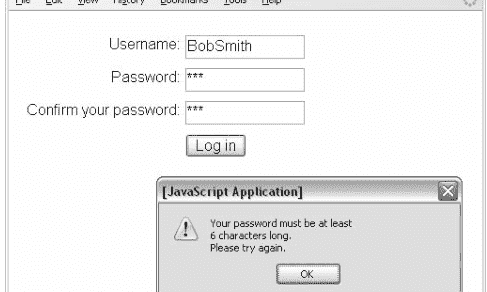 File Edit View History Bookmarks Tools Help
Username: BobSmith
Password: ***
Confirm your password: ***
Log in
[JavaScript Application]
Your password must be at least
6 characters long.
Please try again.
OK